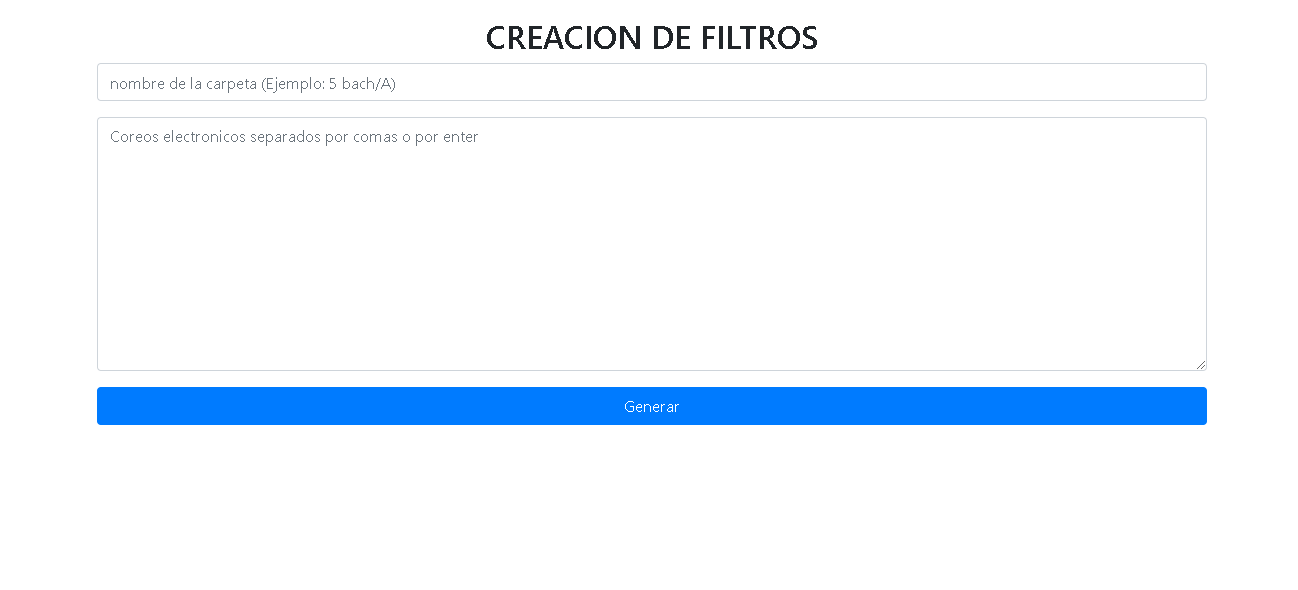 CREACION DE FILTROS
nombre de la carpeta (Ejemplo: 5 bach/A)
Coreos electronicos separados por comas o por enter
Generar